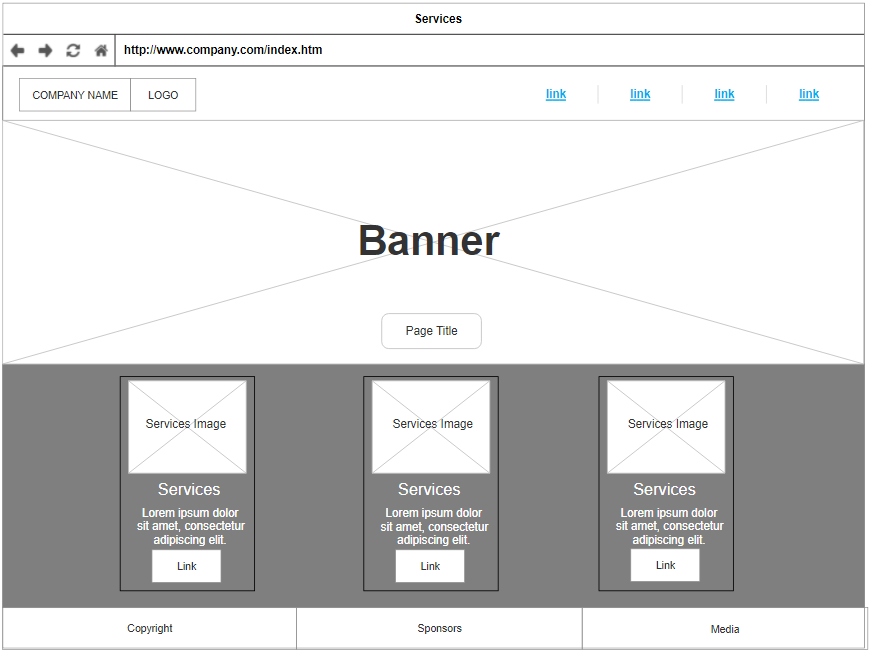 Services
http://www.company.com/index.htm
COMPANY NAME LOGO link link link link
Banner
Page Title
Services Image
Services
Lorem ipsum dolor
sit amet, consectetur
adipiscing elit.
Link
Services Image
Services
Lorem ipsum dolor
sit amet, consectetur
adipiscing elit.
Link
Services Image
Services
Lorem ipsum dolor
sit amet, consectetur
adipiscing elit.
Link
Copyright Sponsors Media